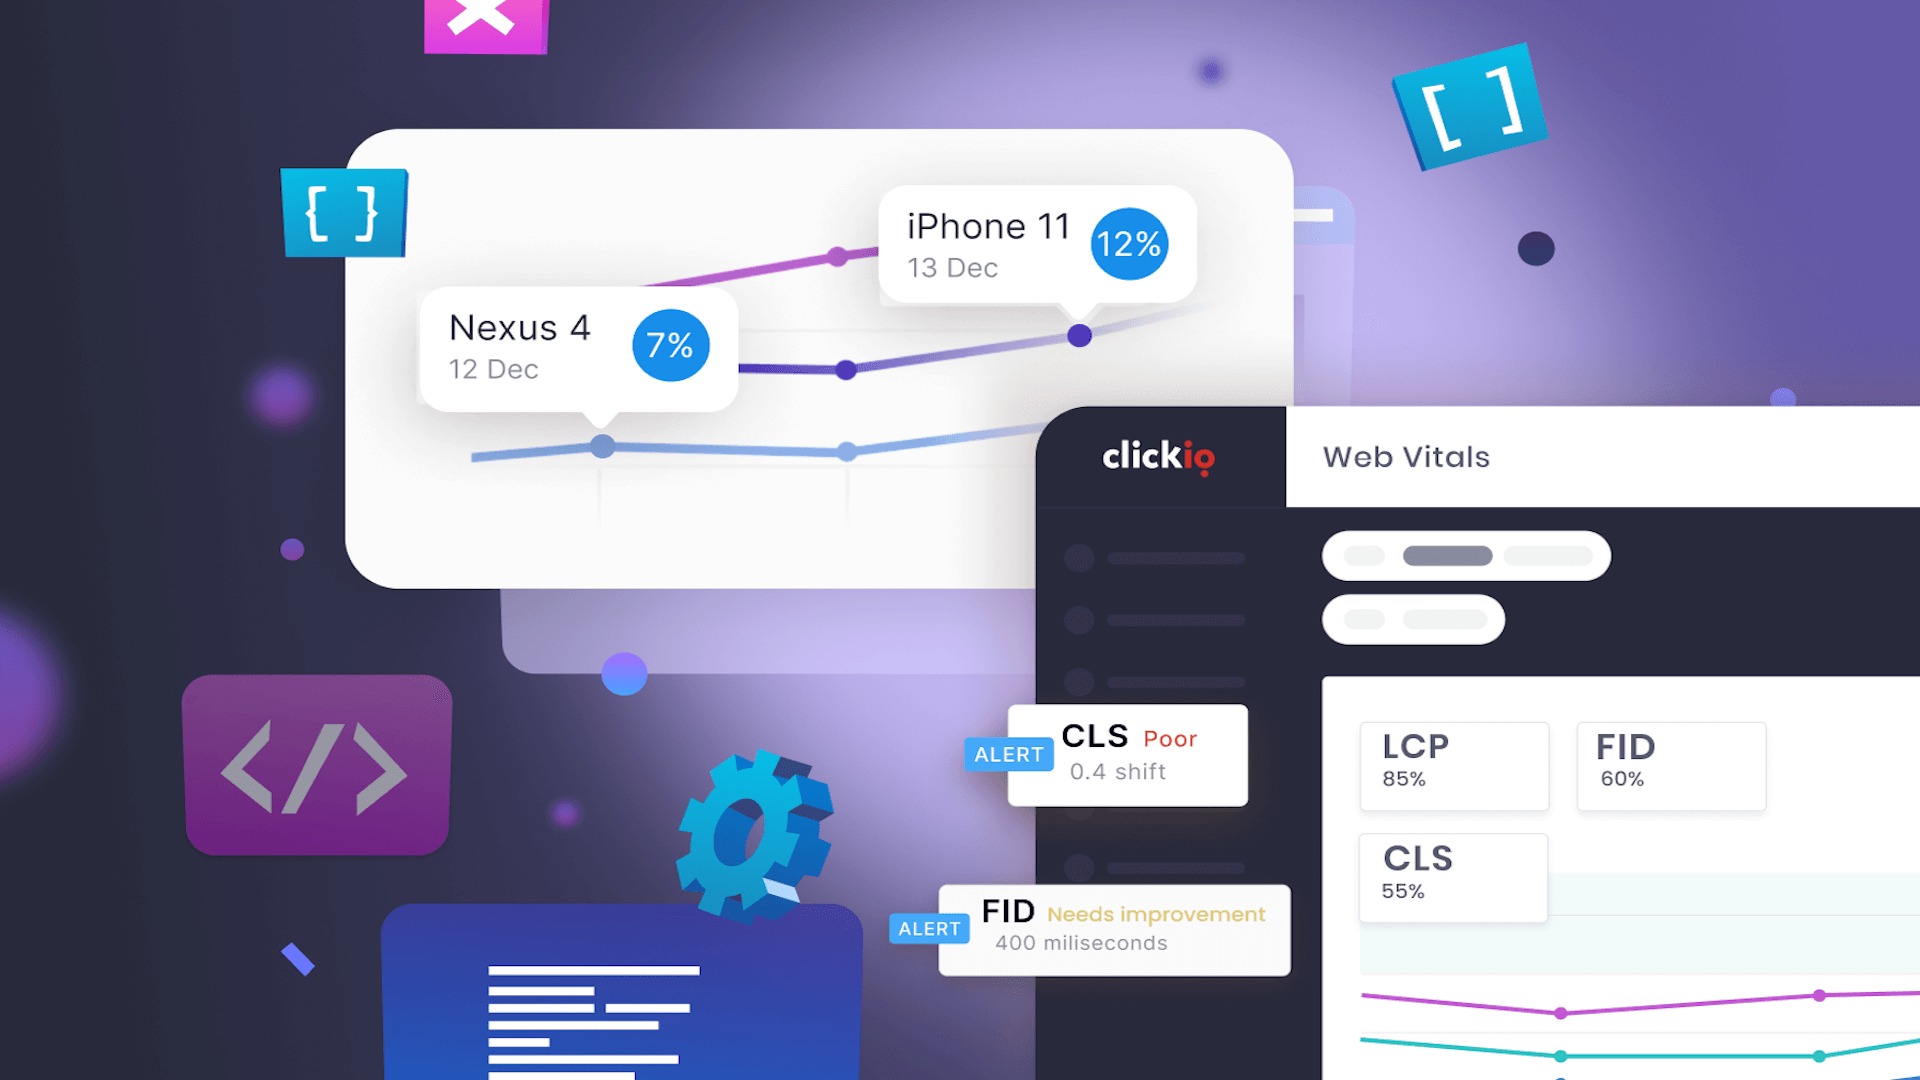 { }
[ ]
iPhone 11
13 Dec
12%
Nexus 4
12 Dec
7%
clickio
Web Vitals
</>
ALERT
CLS Poor
0.4 shift
LCP
85%
FID
60%
CLS
55%
ALERT
FID Needs improvement
400 miliseconds